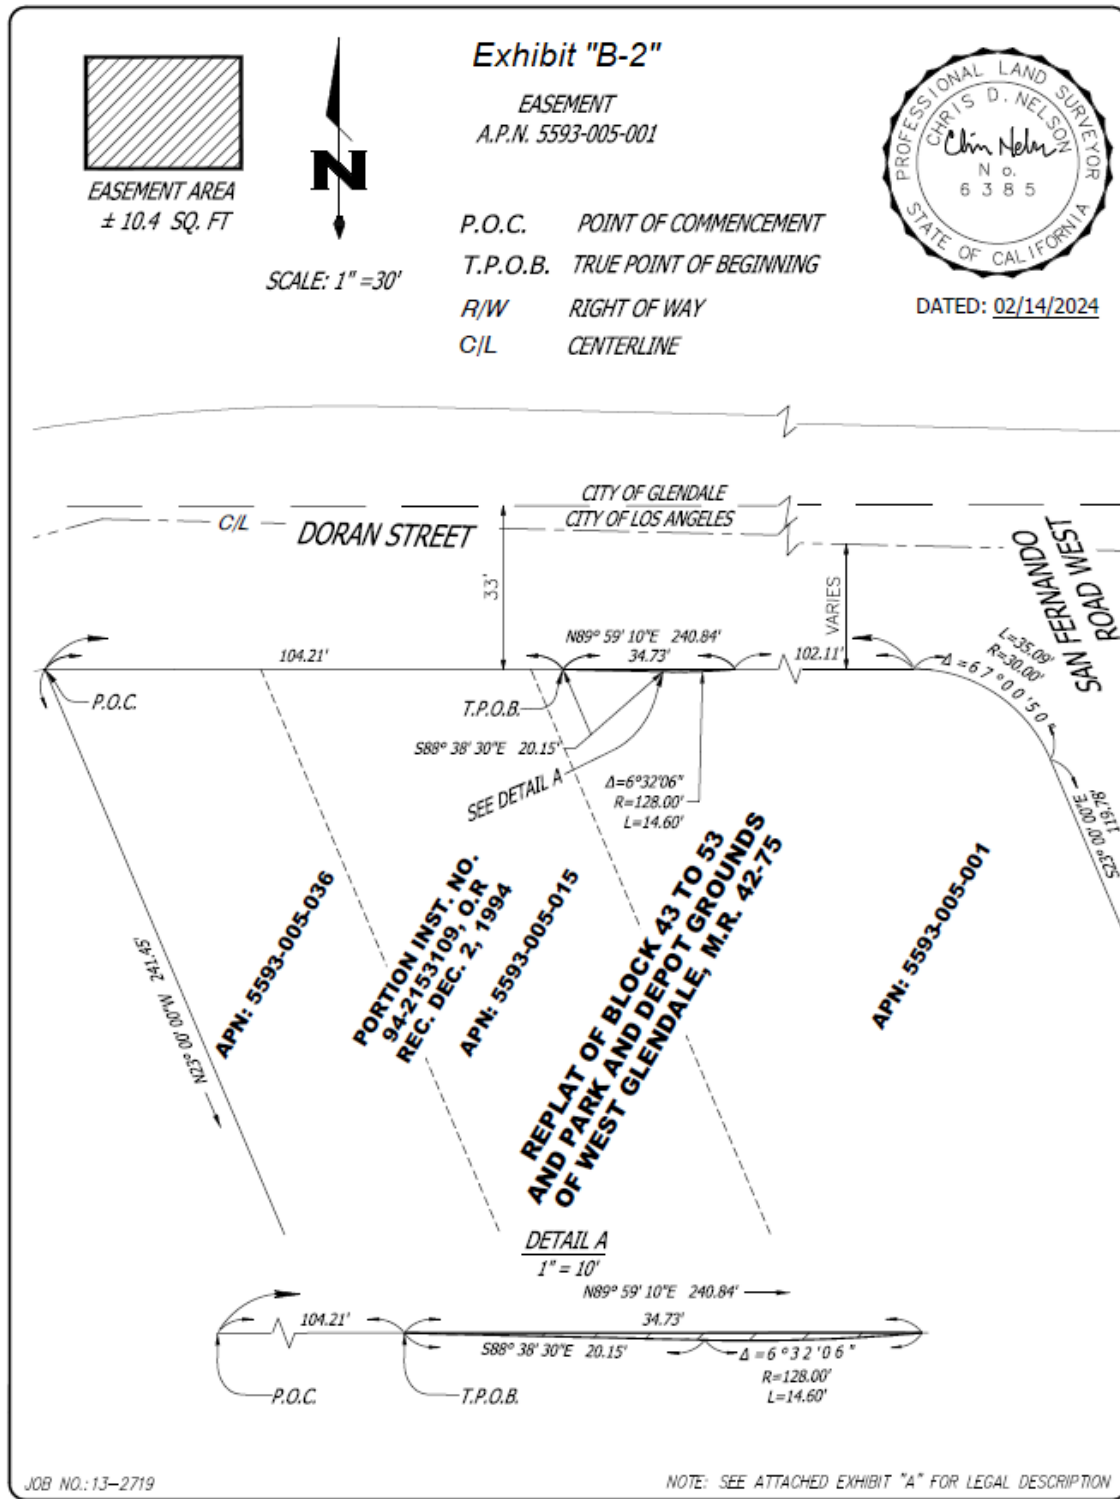 Exhibit "B-2"
EASEMENT
A.P.N. 5593-005-001
EASEMENT AREA
± 10.4 SQ. FT
N
SCALE: 1" =30'
P.O.C. POINT OF COMMENCEMENT
T.P.O.B. TRUE POINT OF BEGINNING
R/W RIGHT OF WAY
C/L CENTERLINE
PROFESSIONAL LAND SURVEYOR
CHRIS D. NELSON
Chris Nelson
No.
6385
STATE OF CALIFORNIA
DATED: 02/14/2024
CITY OF GLENDALE
CITY OF LOS ANGELES
C/L
DORAN STREET
33'
VARIES
SAN FERNANDO
ROAD WEST
N89° 59' 10"E 240.84'
104.21'
34.73'
102.11'
L=35.09'
R=30.00'
Δ=67°00'50"
P.O.C.
T.P.O.B.
S88° 38' 30"E 20.15'
SEE DETAIL A
Δ=6°32'06"
R=128.00'
L=14.60'
S23° 00' 00"E
119.78'
N23° 00' 00"W 241.45'
APN: 5593-005-036
PORTION INST. NO.
94-2153109, O.R
REC. DEC. 2, 1994
APN: 5593-005-015
REPLAT OF BLOCK 43 TO 53
AND PARK AND DEPOT GROUNDS
OF WEST GLENDALE, M.R. 42-75
APN: 5593-005-001
DETAIL A
1" = 10'
N89° 59' 10"E 240.84'
104.21'
34.73'
S88° 38' 30"E 20.15'
Δ=6°32'06"
R=128.00'
L=14.60'
P.O.C.
T.P.O.B.
JOB NO.: 13-2719
NOTE: SEE ATTACHED EXHIBIT "A" FOR LEGAL DESCRIPTION